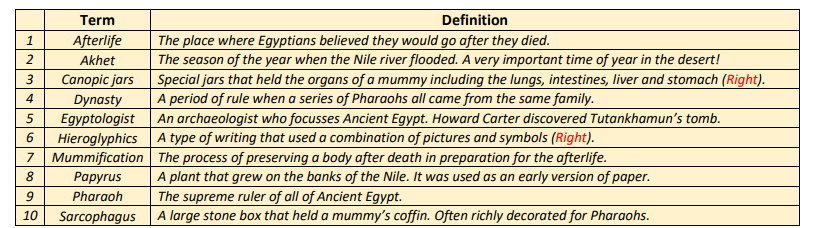 Term Definition
1 Afterlife The place where Egyptians believed they would go after they died.
2 Akhet The season of the year when the Nile river flooded. A very important time of year in the desert!
3 Canopic jars Special jars that held the organs of a mummy including the lungs, intestines, liver and stomach (Right).
4 Dynasty A period of rule when a series of Pharaohs all came from the same family.
5 Egyptologist An archaeologist who focusses Ancient Egypt. Howard Carter discovered Tutankhamun's tomb.
6 Hieroglyphics A type of writing that used a combination of pictures and symbols (Right).
7 Mummification The process of preserving a body after death in preparation for the afterlife.
8 Papyrus A plant that grew on the banks of the Nile. It was used as an early version of paper.
9 Pharaoh The supreme ruler of all of Ancient Egypt.
10 Sarcophagus A large stone box that held a mummy's coffin. Often richly decorated for Pharaohs.